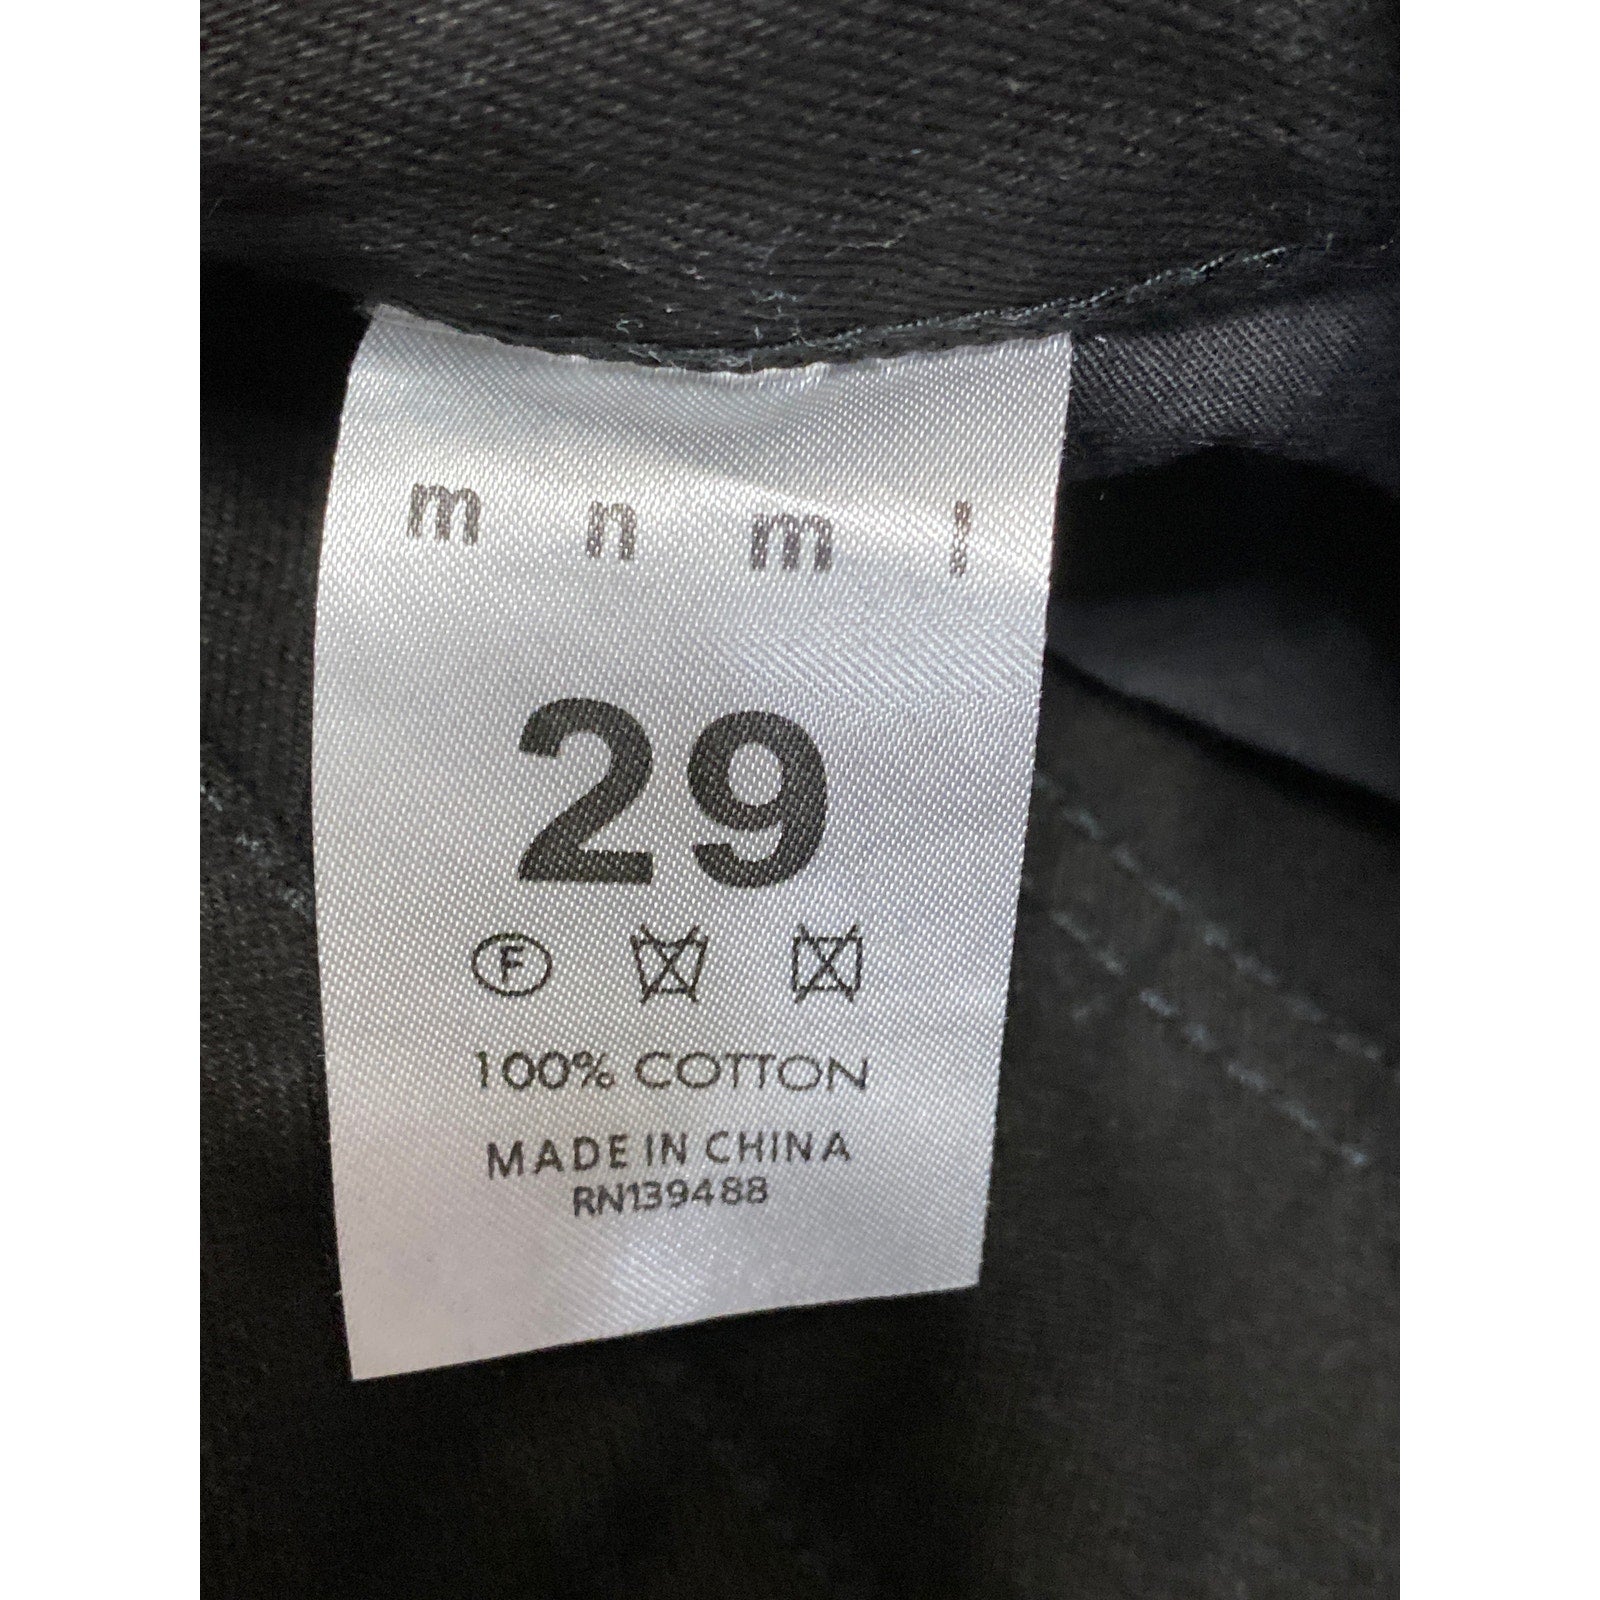 m n m l
29
F
100% COTTON
MADE IN CHINA
RN139488